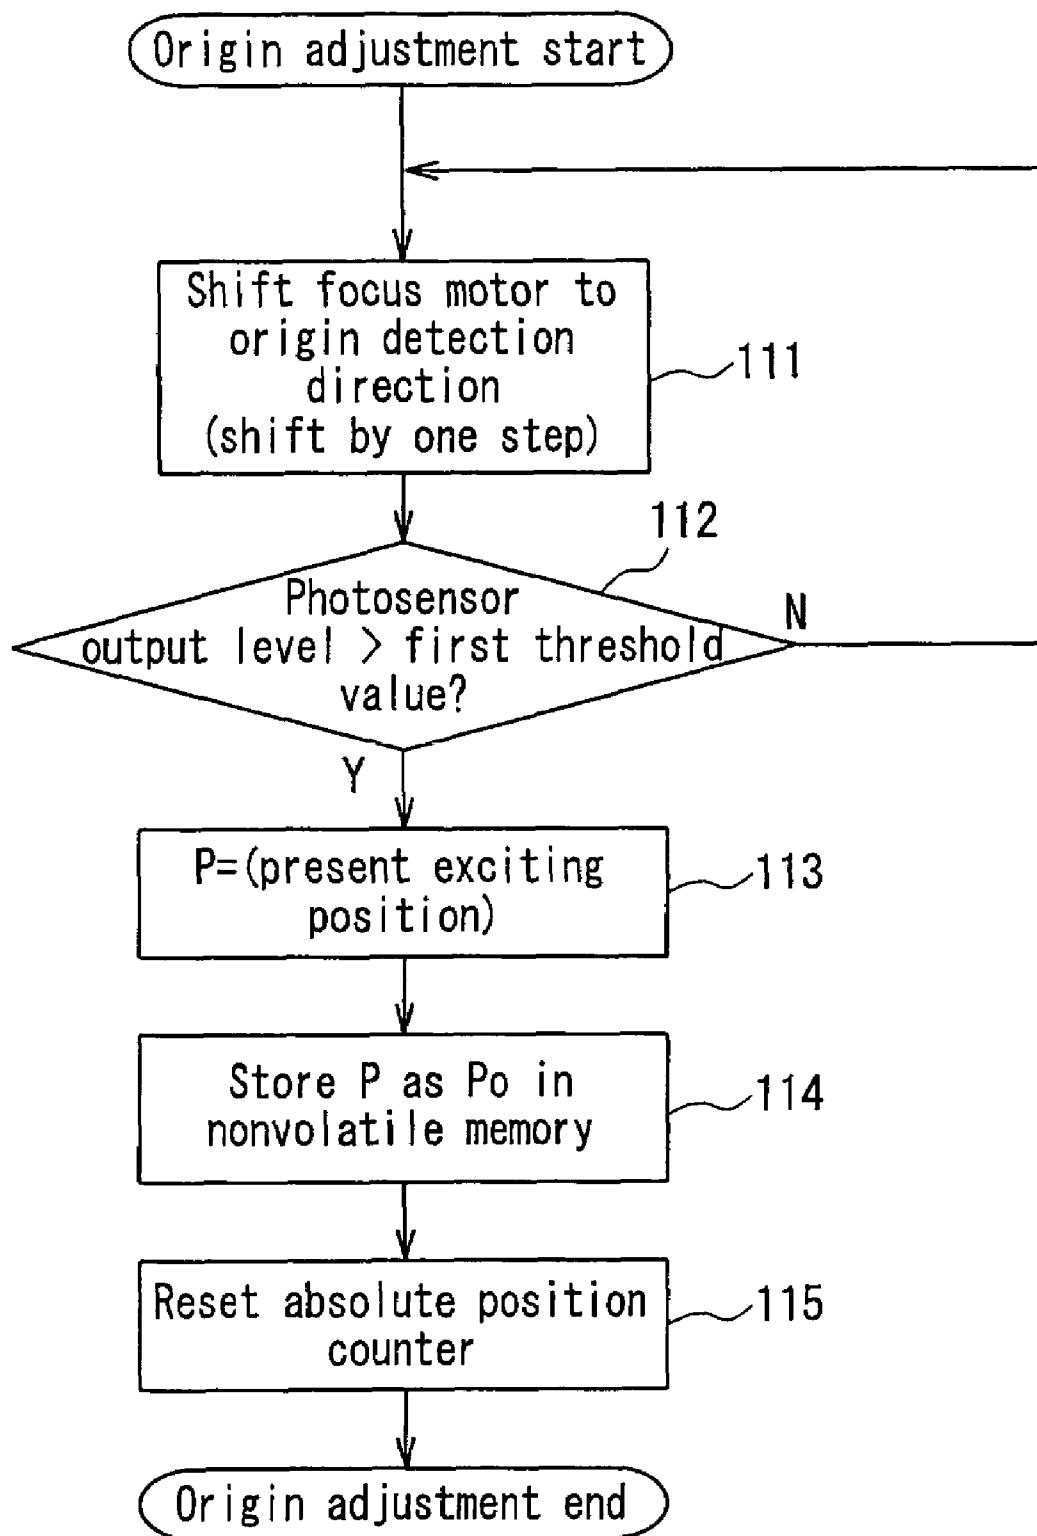 Origin adjustment start
Shift focus motor to
origin detection
direction
(shift by one step)
111
112
Photosensor
output level > first threshold
value?
N
Y
P=(present exciting
position)
113
Store P as Po in
nonvolatile memory
114
Reset absolute position
counter
115
Origin adjustment end